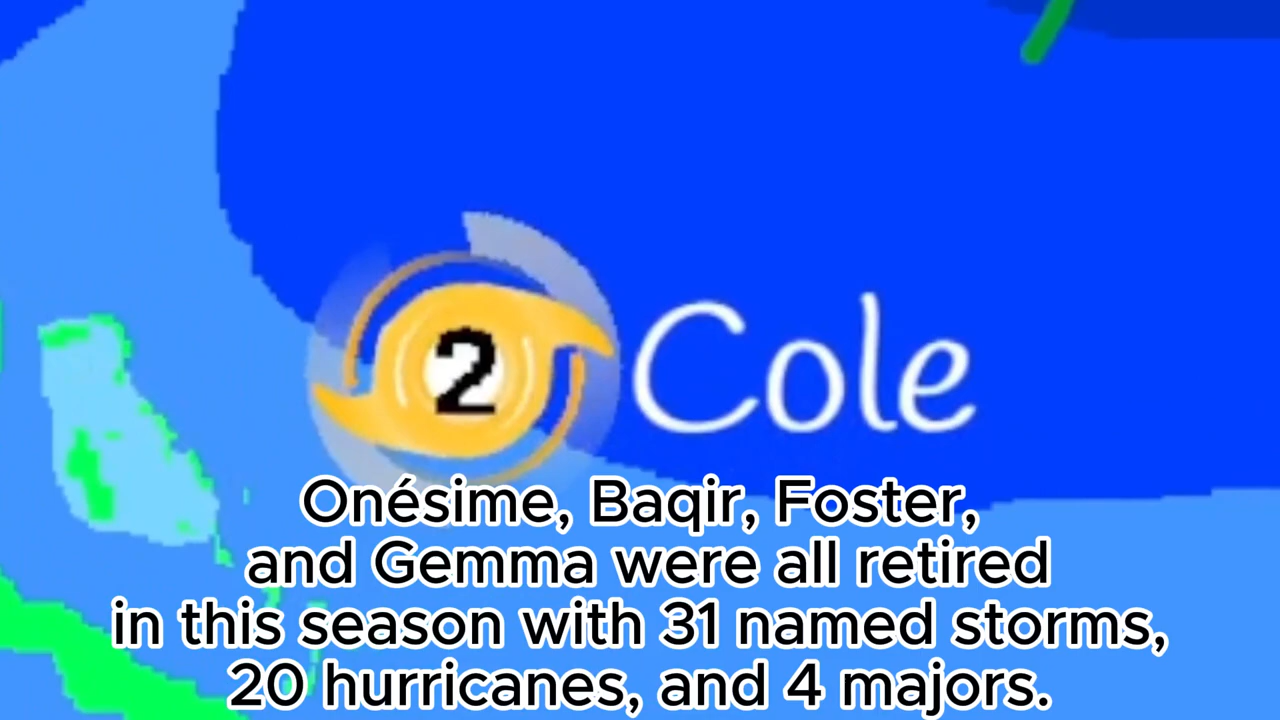 2 Cole
Onésime, Baqir, Foster,
and Gemma were all retired
in this season with 31 named storms,
20 hurricanes, and 4 majors.